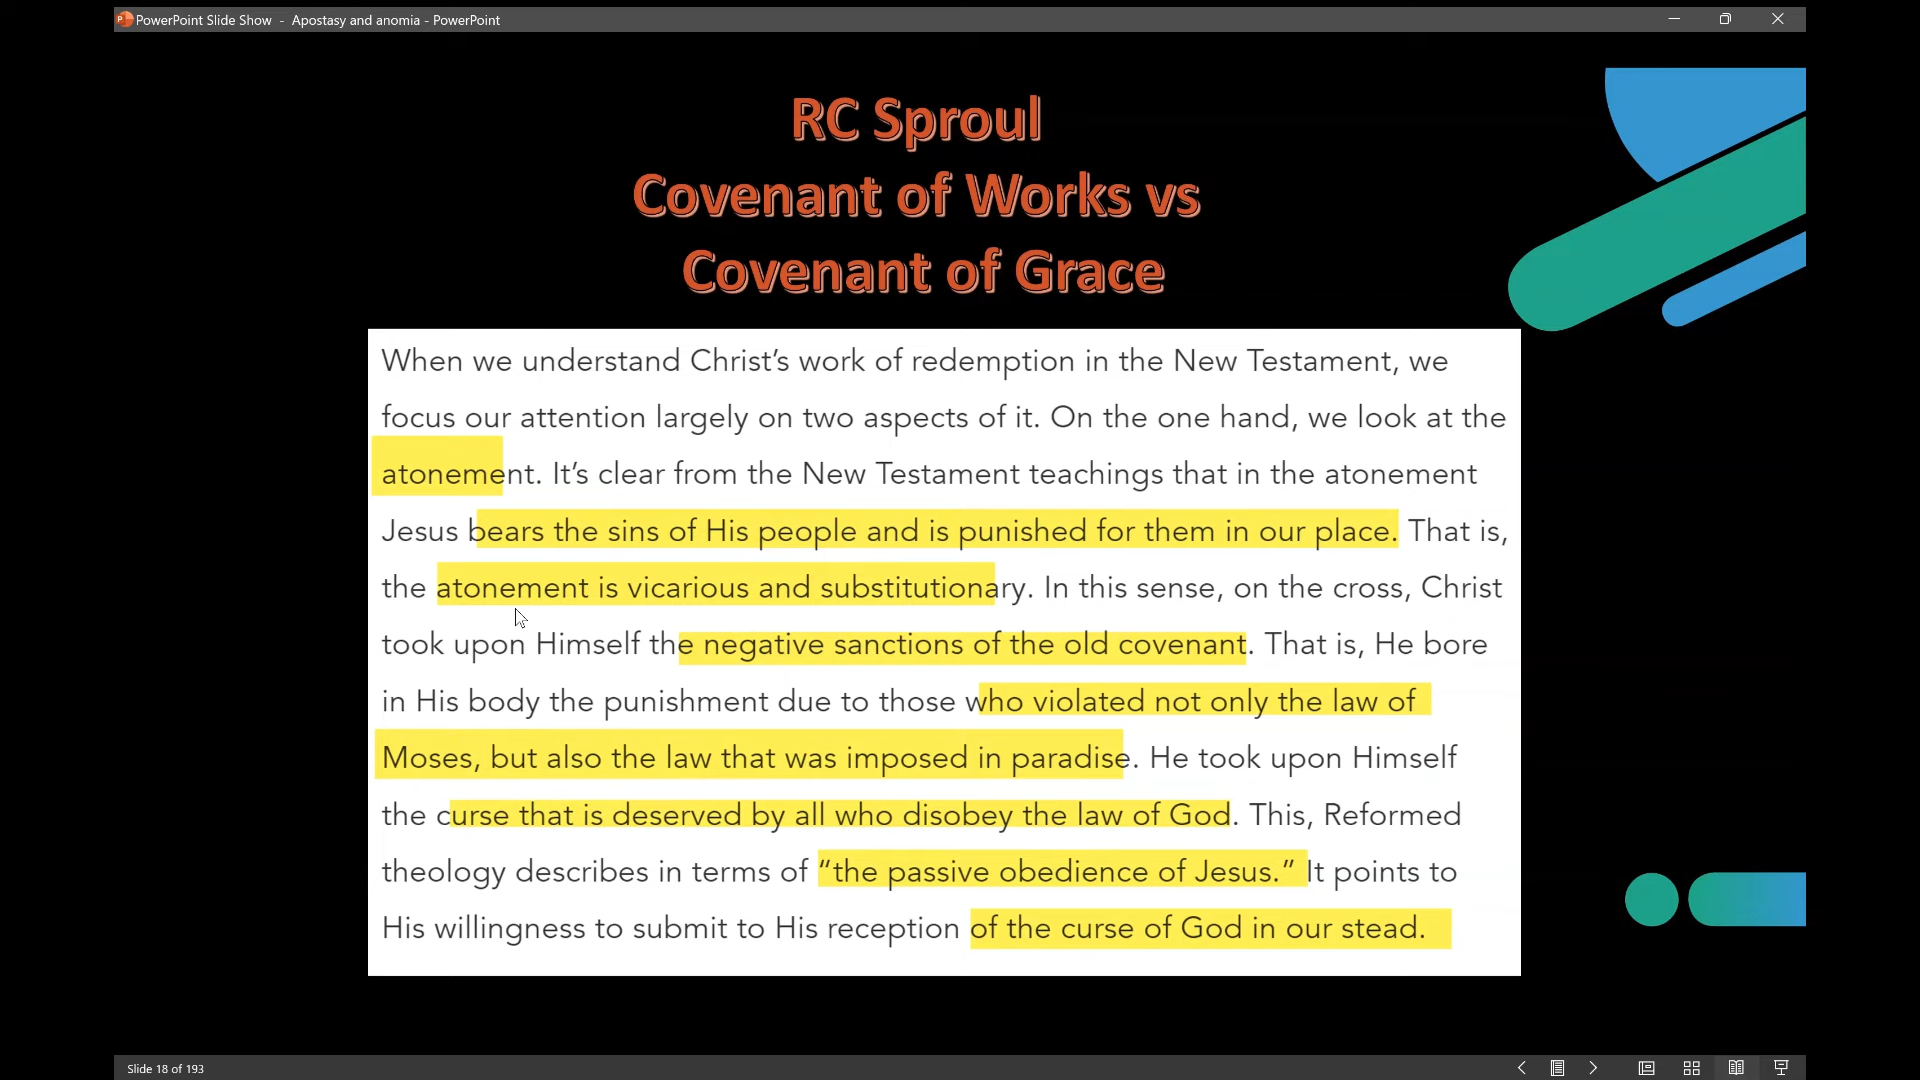 PowerPoint Slide Show - Apostasy and anomia - PowerPoint
RC Sproul
Covenant of Works vs
Covenant of Grace
When we understand Christ’s work of redemption in the New Testament, we
focus our attention largely on two aspects of it. On the one hand, we look at the
atonement. It’s clear from the New Testament teachings that in the atonement
Jesus bears the sins of His people and is punished for them in our place. That is,
the atonement is vicarious and substitutionary. In this sense, on the cross, Christ
took upon Himself the negative sanctions of the old covenant. That is, He bore
in His body the punishment due to those who violated not only the law of
Moses, but also the law that was imposed in paradise. He took upon Himself
the curse that is deserved by all who disobey the law of God. This, Reformed
theology describes in terms of “the passive obedience of Jesus.” It points to
His willingness to submit to His reception of the curse of God in our stead.
Slide 18 of 193